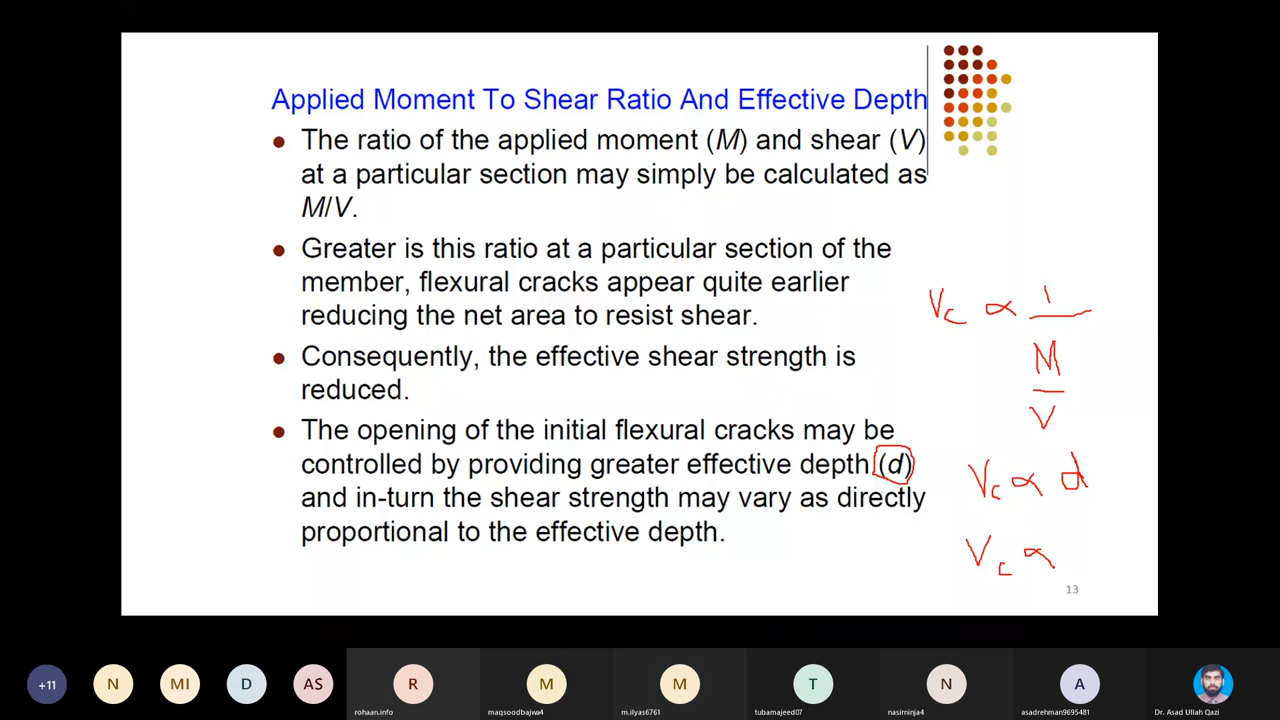 Applied Moment To Shear Ratio And Effective Depth
The ratio of the applied moment (M) and shear (V)
at a particular section may simply be calculated as
M/V.
Greater is this ratio at a particular section of the
member, flexural cracks appear quite earlier
reducing the net area to resist shear.
Consequently, the effective shear strength is
reduced.
The opening of the initial flexural cracks may be
controlled by providing greater effective depth (d)
and in-turn the shear strength may vary as directly
proportional to the effective depth.
Vc ∝ 1
M
V
Vc ∝ d
Vc ∝
13
+11
N
MI
D
AS
R
M
M
T
N
A
rohaan.info
maqsoodbajwa4
m.ilyas6761
tubamajeed07
nasirninja4
asadrehman9695481
Dr. Asad Ullah Qazi